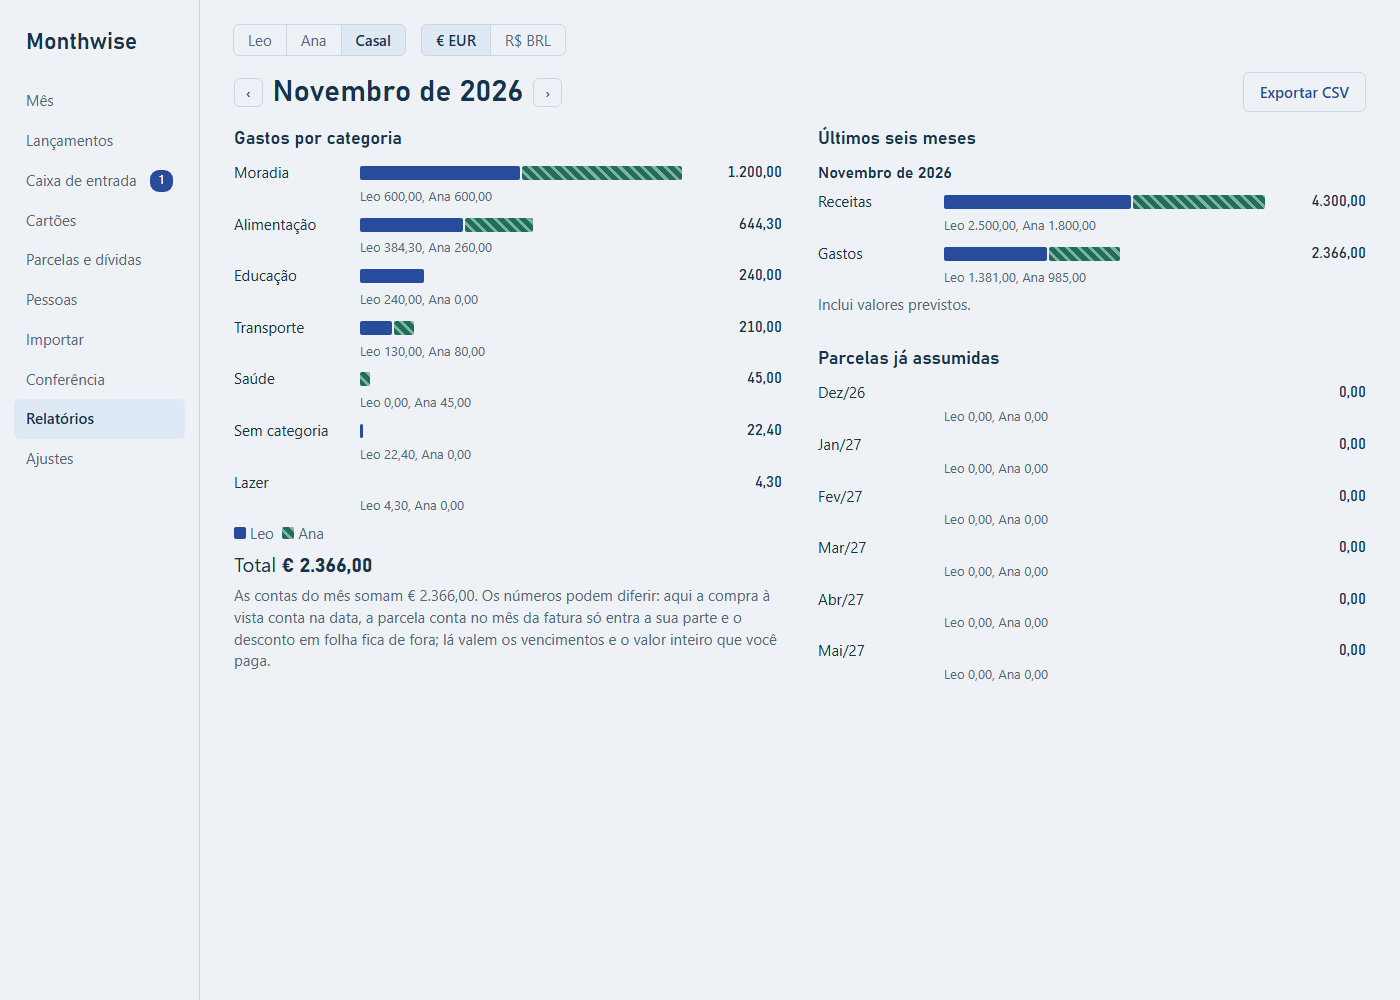 Monthwise
Mês
Lançamentos
Caixa de entrada 1
Cartões
Parcelas e dívidas
Pessoas
Importar
Conferência
Relatórios
Ajustes
Leo Ana Casal € EUR R$ BRL
‹ Novembro de 2026 ›
Exportar CSV
Gastos por categoria
Moradia 1.200,00
Leo 600,00, Ana 600,00
Alimentação 644,30
Leo 384,30, Ana 260,00
Educação 240,00
Leo 240,00, Ana 0,00
Transporte 210,00
Leo 130,00, Ana 80,00
Saúde 45,00
Leo 0,00, Ana 45,00
Sem categoria 22,40
Leo 22,40, Ana 0,00
Lazer 4,30
Leo 4,30, Ana 0,00
Leo Ana
Total € 2.366,00
As contas do mês somam € 2.366,00. Os números podem diferir: aqui a compra à
vista conta na data, a parcela conta no mês da fatura só entra a sua parte e o
desconto em folha fica de fora; lá valem os vencimentos e o valor inteiro que você
paga.
Últimos seis meses
Novembro de 2026
Receitas 4.300,00
Leo 2.500,00, Ana 1.800,00
Gastos 2.366,00
Leo 1.381,00, Ana 985,00
Inclui valores previstos.
Parcelas já assumidas
Dez/26 0,00
Leo 0,00, Ana 0,00
Jan/27 0,00
Leo 0,00, Ana 0,00
Fev/27 0,00
Leo 0,00, Ana 0,00
Mar/27 0,00
Leo 0,00, Ana 0,00
Abr/27 0,00
Leo 0,00, Ana 0,00
Mai/27 0,00
Leo 0,00, Ana 0,00